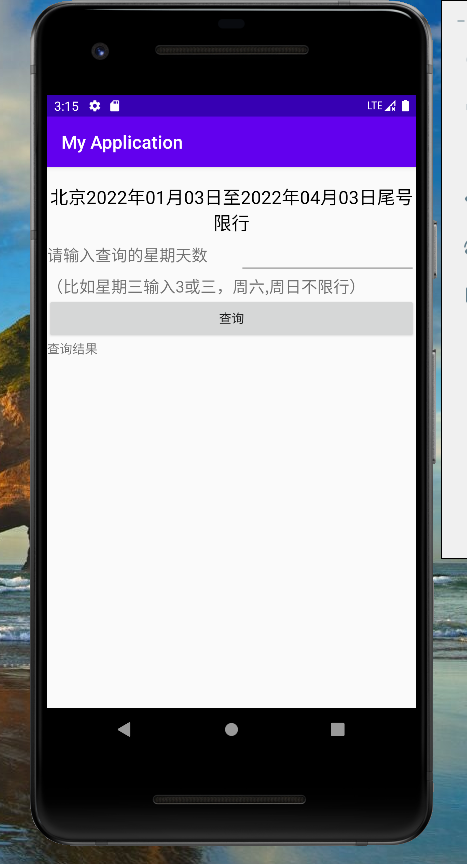 3:15 LTE
My Application
北京2022年01月03日至2022年04月03日尾号
限行
请输入查询的星期天数
（比如星期三输入3或三，周六,周日不限行）
查询
查询结果